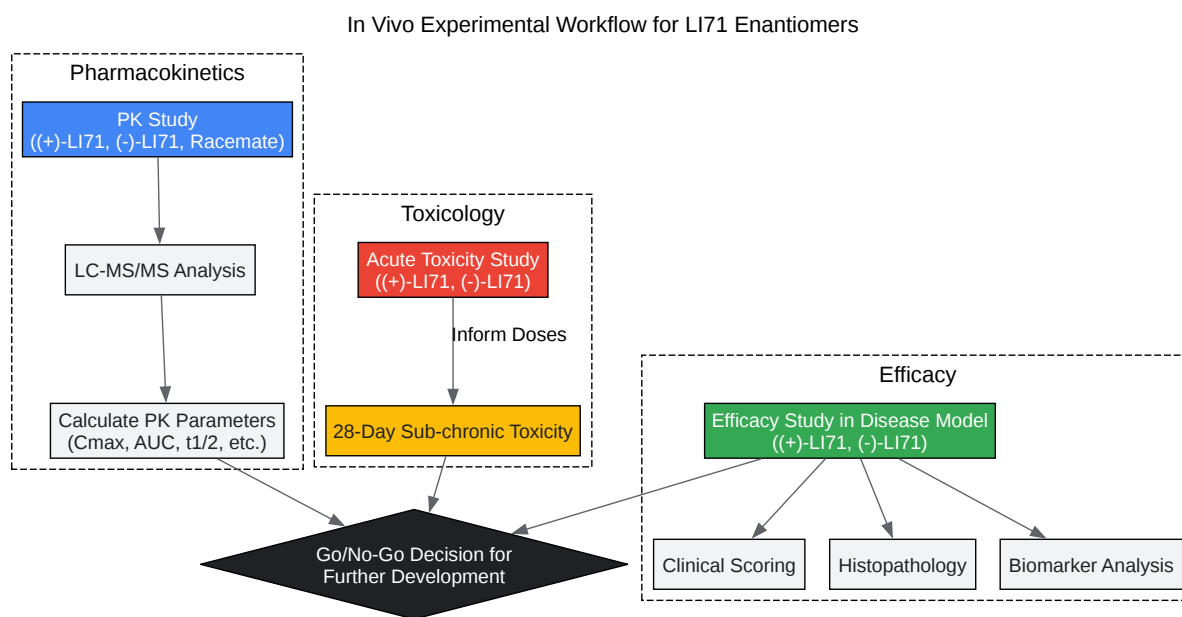 In Vivo Experimental Workflow for LI71 Enantiomers
Pharmacokinetics
PK Study
((+)-LI71, (-)-LI71, Racemate)
LC-MS/MS Analysis
Calculate PK Parameters
(Cmax, AUC, t1/2, etc.)
Toxicology
Acute Toxicity Study
((+)-LI71, (-)-LI71)
Inform Doses
28-Day Sub-chronic Toxicity
Efficacy
Efficacy Study in Disease Model
((+)-LI71, (-)-LI71)
Clinical Scoring
Histopathology
Biomarker Analysis
Go/No-Go Decision for
Further Development